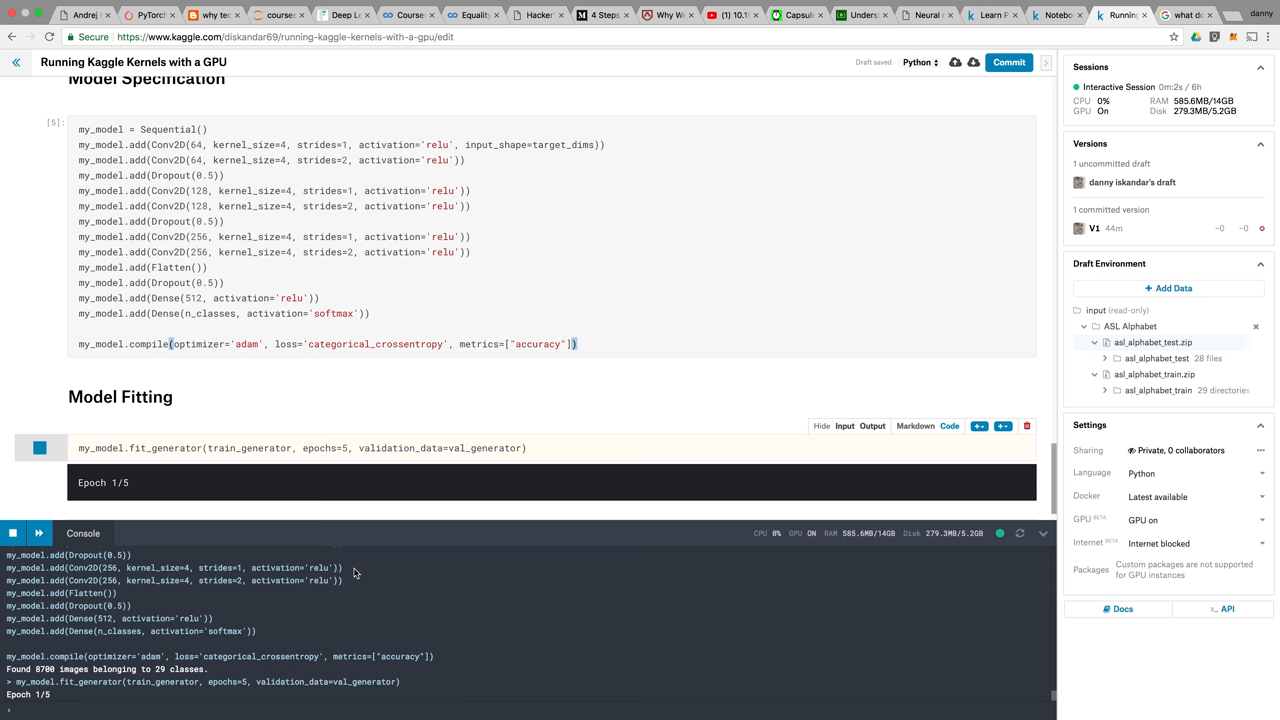 Andrej K
PyTorch
why tec
courses
Deep Le
Course
Equality
Hacker
4 Steps
Why W
(1) 10.1
Capsule
Unders
Neural
Learn P
Noteboo
Running
what do
danny
Secure
https://www.kaggle.com/diskandar69/running-kaggle-kernels-with-a-gpu/edit
Running Kaggle Kernels with a GPU
Draft saved
Python
Commit
Model Specification
[5]:
my_model = Sequential()
my_model.add(Conv2D(64, kernel_size=4, strides=1, activation='relu', input_shape=target_dims))
my_model.add(Conv2D(64, kernel_size=4, strides=2, activation='relu'))
my_model.add(Dropout(0.5))
my_model.add(Conv2D(128, kernel_size=4, strides=1, activation='relu'))
my_model.add(Conv2D(128, kernel_size=4, strides=2, activation='relu'))
my_model.add(Dropout(0.5))
my_model.add(Conv2D(256, kernel_size=4, strides=1, activation='relu'))
my_model.add(Conv2D(256, kernel_size=4, strides=2, activation='relu'))
my_model.add(Flatten())
my_model.add(Dropout(0.5))
my_model.add(Dense(512, activation='relu'))
my_model.add(Dense(n_classes, activation='softmax'))
my_model.compile(optimizer='adam', loss='categorical_crossentropy', metrics=["accuracy"])
Model Fitting
Hide Input Output Markdown Code
my_model.fit_generator(train_generator, epochs=5, validation_data=val_generator)
Epoch 1/5
Console
CPU 0% GPU ON RAM 585.6MB/14GB Disk 279.3MB/5.2GB
my_model.add(Dropout(0.5))
my_model.add(Conv2D(256, kernel_size=4, strides=1, activation='relu'))
my_model.add(Conv2D(256, kernel_size=4, strides=2, activation='relu'))
my_model.add(Flatten())
my_model.add(Dropout(0.5))
my_model.add(Dense(512, activation='relu'))
my_model.add(Dense(n_classes, activation='softmax'))
my_model.compile(optimizer='adam', loss='categorical_crossentropy', metrics=["accuracy"])
Found 8700 images belonging to 29 classes.
> my_model.fit_generator(train_generator, epochs=5, validation_data=val_generator)
Epoch 1/5
Sessions
Interactive Session 0m:2s / 6h
CPU 0% RAM 585.6MB/14GB
GPU On Disk 279.3MB/5.2GB
Versions
1 uncommitted draft
danny iskandar's draft
1 committed version
V1 44m ~0 ~0
Draft Environment
+ Add Data
input (read-only)
ASL Alphabet
asl_alphabet_test.zip
asl_alphabet_test 28 files
asl_alphabet_train.zip
asl_alphabet_train 29 directories
Settings
Sharing Private, 0 collaborators
Language Python
Docker Latest available
GPU BETA GPU on
Internet BETA Internet blocked
Packages Custom packages are not supported
for GPU instances
Docs
>_ API